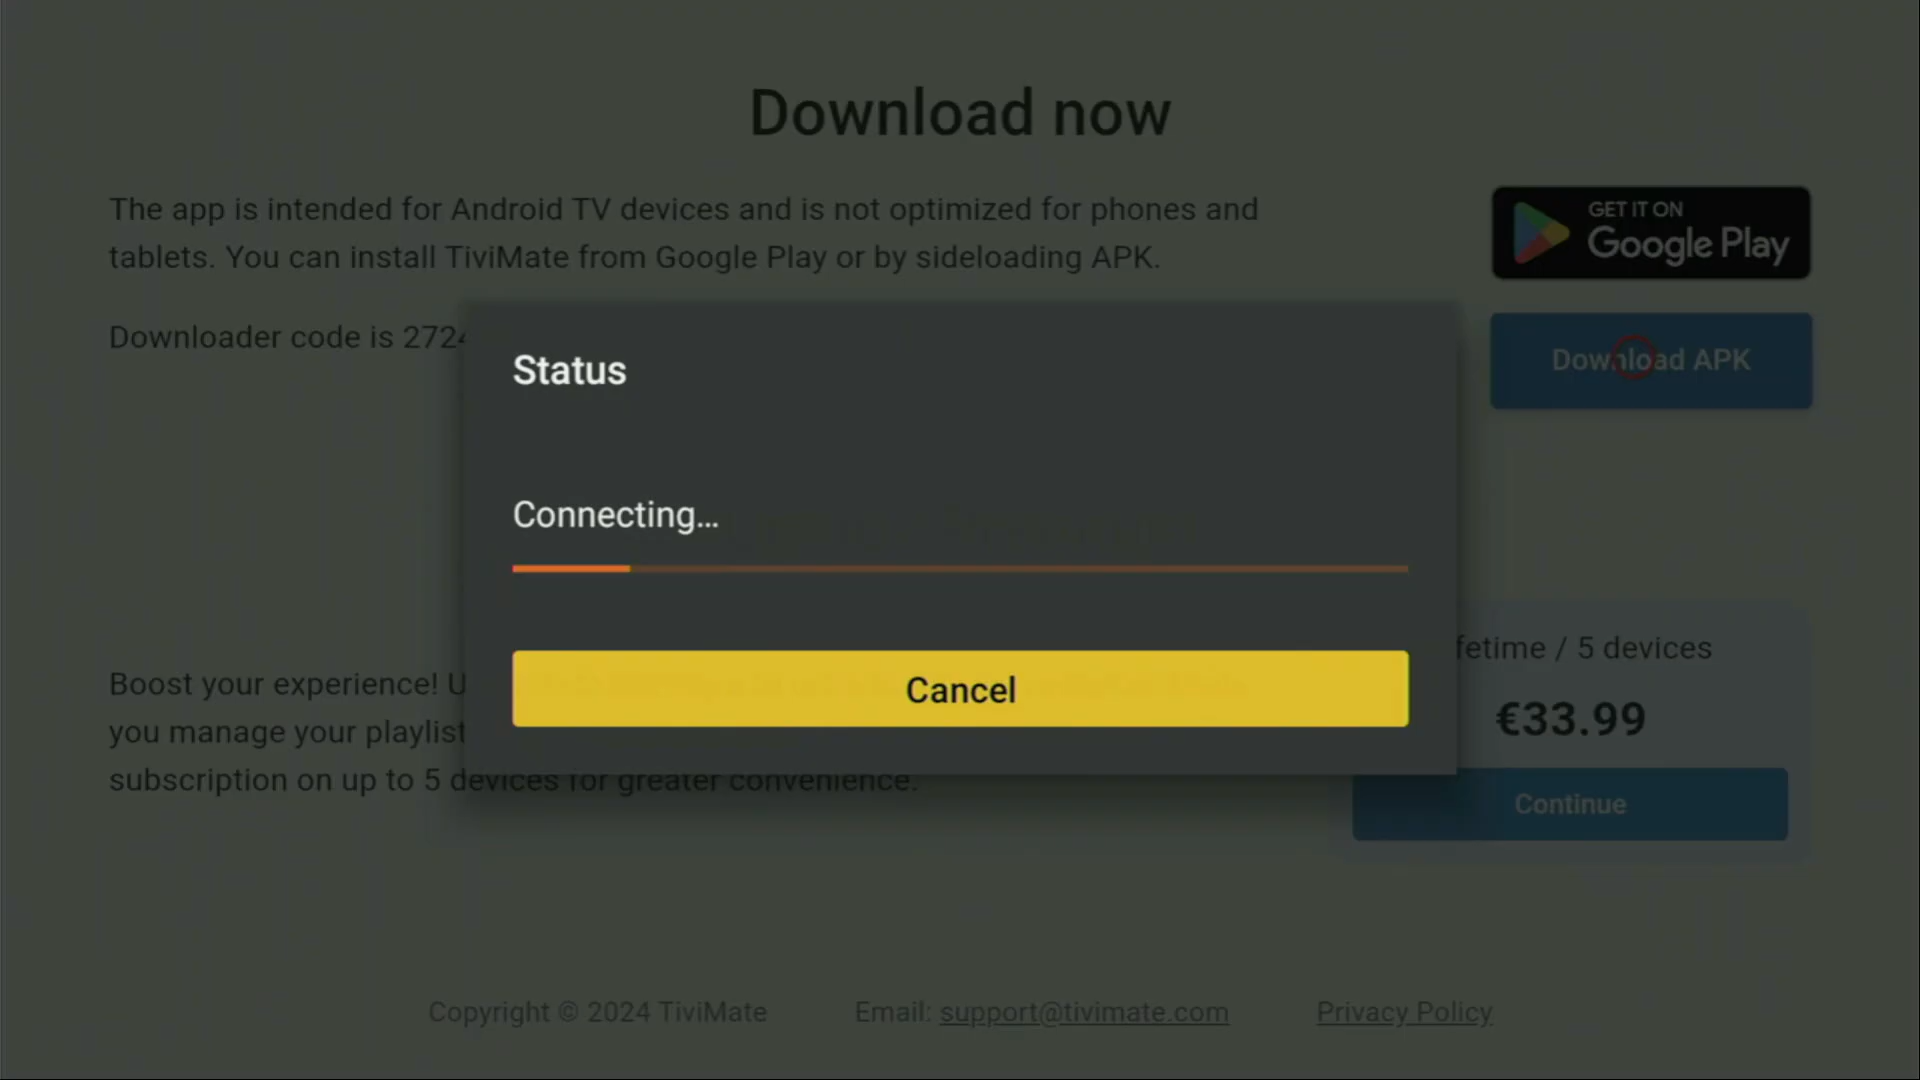 Download now
The app is intended for Android TV devices and is not optimized for phones and
tablets. You can install TiviMate from Google Play or by sideloading APK.
GET IT ON
Google Play
Downloader code is 272
Download APK
Status
Connecting...
Cancel
Boost your experience!
you manage your playlist
subscription on up to 5 devices for greater convenience.
/ 5 devices
€33.99
Continue
Copyright © 2024 TiviMate
Email: support@tivimate.com
Privacy Policy